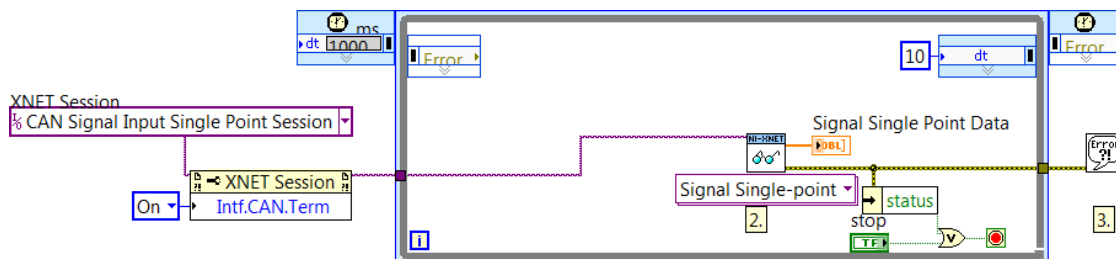 ms
dt 1000
Error
10
dt
Error
XNET Session
CAN Signal Input Single Point Session
XNET Session
Intf.CAN.Term
On
NI-XNET
Signal Single Point Data
DBL]
Signal Single-point
2.
status
stop
TF
i
Error
?!
3.